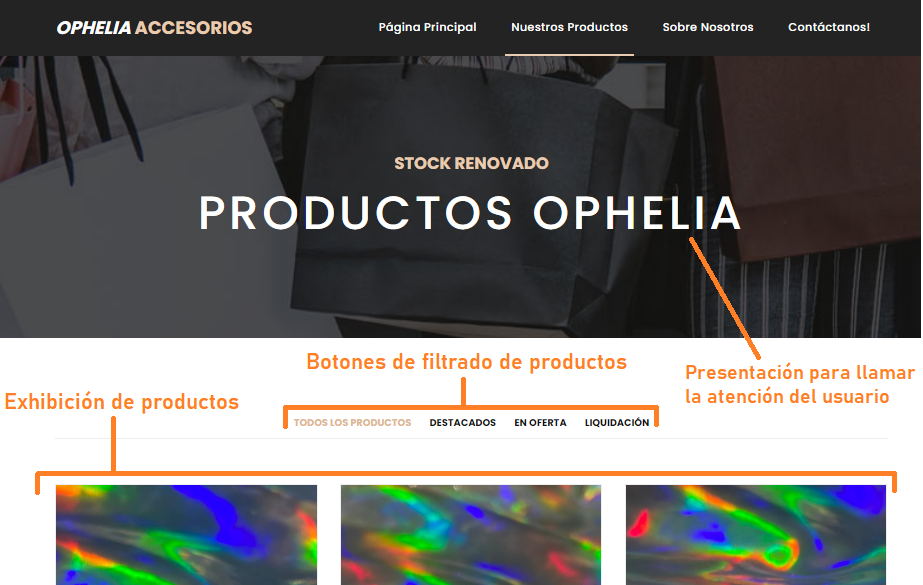 OPHELIA ACCESORIOS
Página Principal
Nuestros Productos
Sobre Nosotros
Contáctanos!
STOCK RENOVADO
PRODUCTOS OPHELIA
Botones de filtrado de productos
Presentación para llamar
la atención del usuario
Exhibición de productos
TODOS LOS PRODUCTOS
DESTACADOS
EN OFERTA
LIQUIDACIÓN